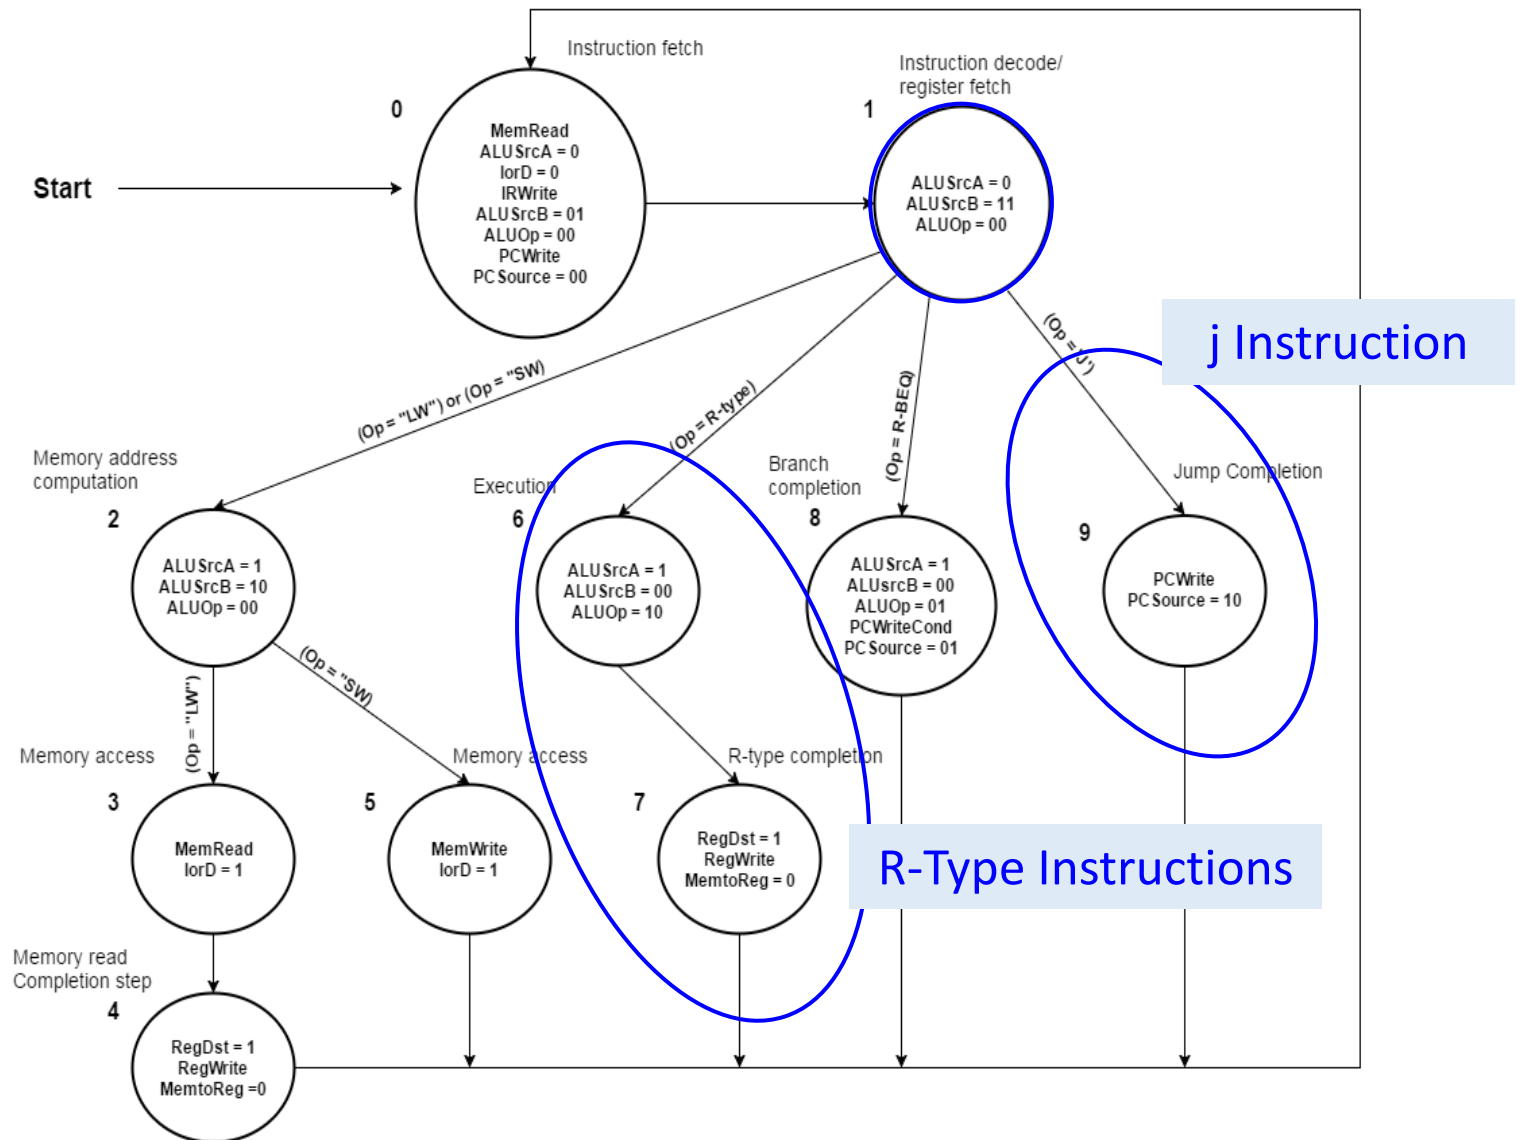 Instruction fetch
0
MemRead
ALUSrcA = 0
IorD = 0
IRWrite
ALUSrcB = 01
ALUOp = 00
PCWrite
PCSource = 00
Start
Instruction decode/
register fetch
1
ALUSrcA = 0
ALUSrcB = 11
ALUOp = 00
(Op = "LW") or (Op = "SW)
(Op = R-type)
(Op = R-BEQ)
(Op = 'J')
j Instruction
Memory address
computation
2
ALUSrcA = 1
ALUSrcB = 10
ALUOp = 00
Execution
6
ALUSrcA = 1
ALUSrcB = 00
ALUOp = 10
Branch
completion
8
ALUSrcA = 1
ALUsrcB = 00
ALUOp = 01
PCWriteCond
PCSource = 01
Jump Completion
9
PCWrite
PCSource = 10
(Op = "LW")
(Op = "SW)
Memory access
3
MemRead
IorD = 1
Memory access
5
MemWrite
IorD = 1
R-type completion
7
RegDst = 1
RegWrite
MemtoReg = 0
R-Type Instructions
Memory read
Completion step
4
RegDst = 1
RegWrite
MemtoReg =0